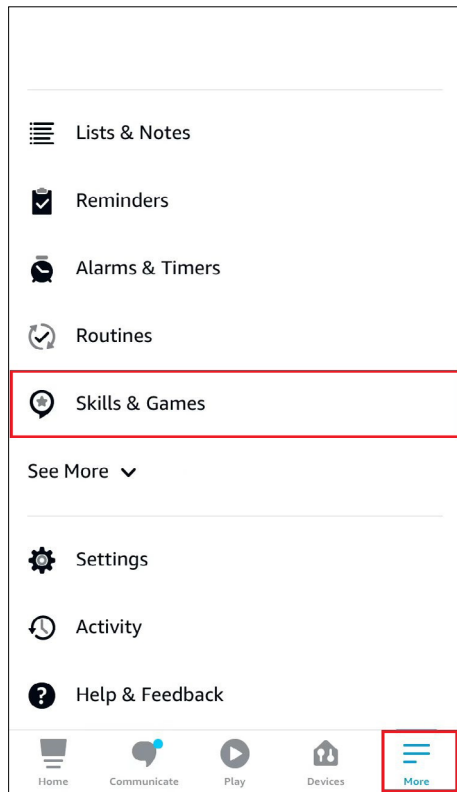 Lists & Notes
Reminders
Alarms & Timers
Routines
Skills & Games
See More
Settings
Activity
Help & Feedback
Home Communicate Play Devices More